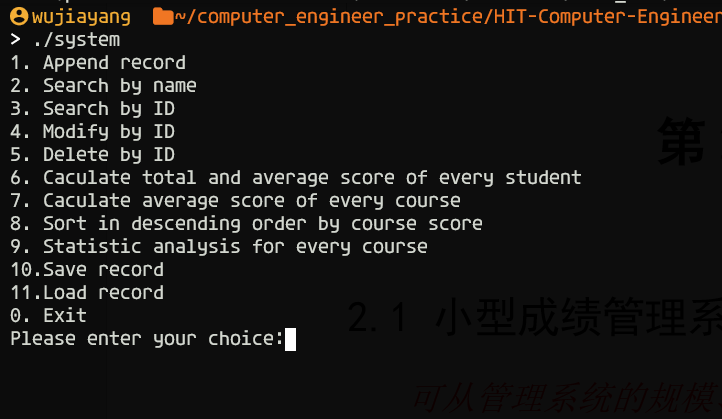 wujiayang ~/computer_engineer_practice/HIT-Computer-Engineer
> ./system
1. Append record
2. Search by name
3. Search by ID
4. Modify by ID
5. Delete by ID
6. Caculate total and average score of every student
7. Caculate average score of every course
8. Sort in descending order by course score
9. Statistic analysis for every course
10.Save record
11.Load record
0. Exit
Please enter your choice:
第
2.1 小型成绩管理系
可从管理系统的规模